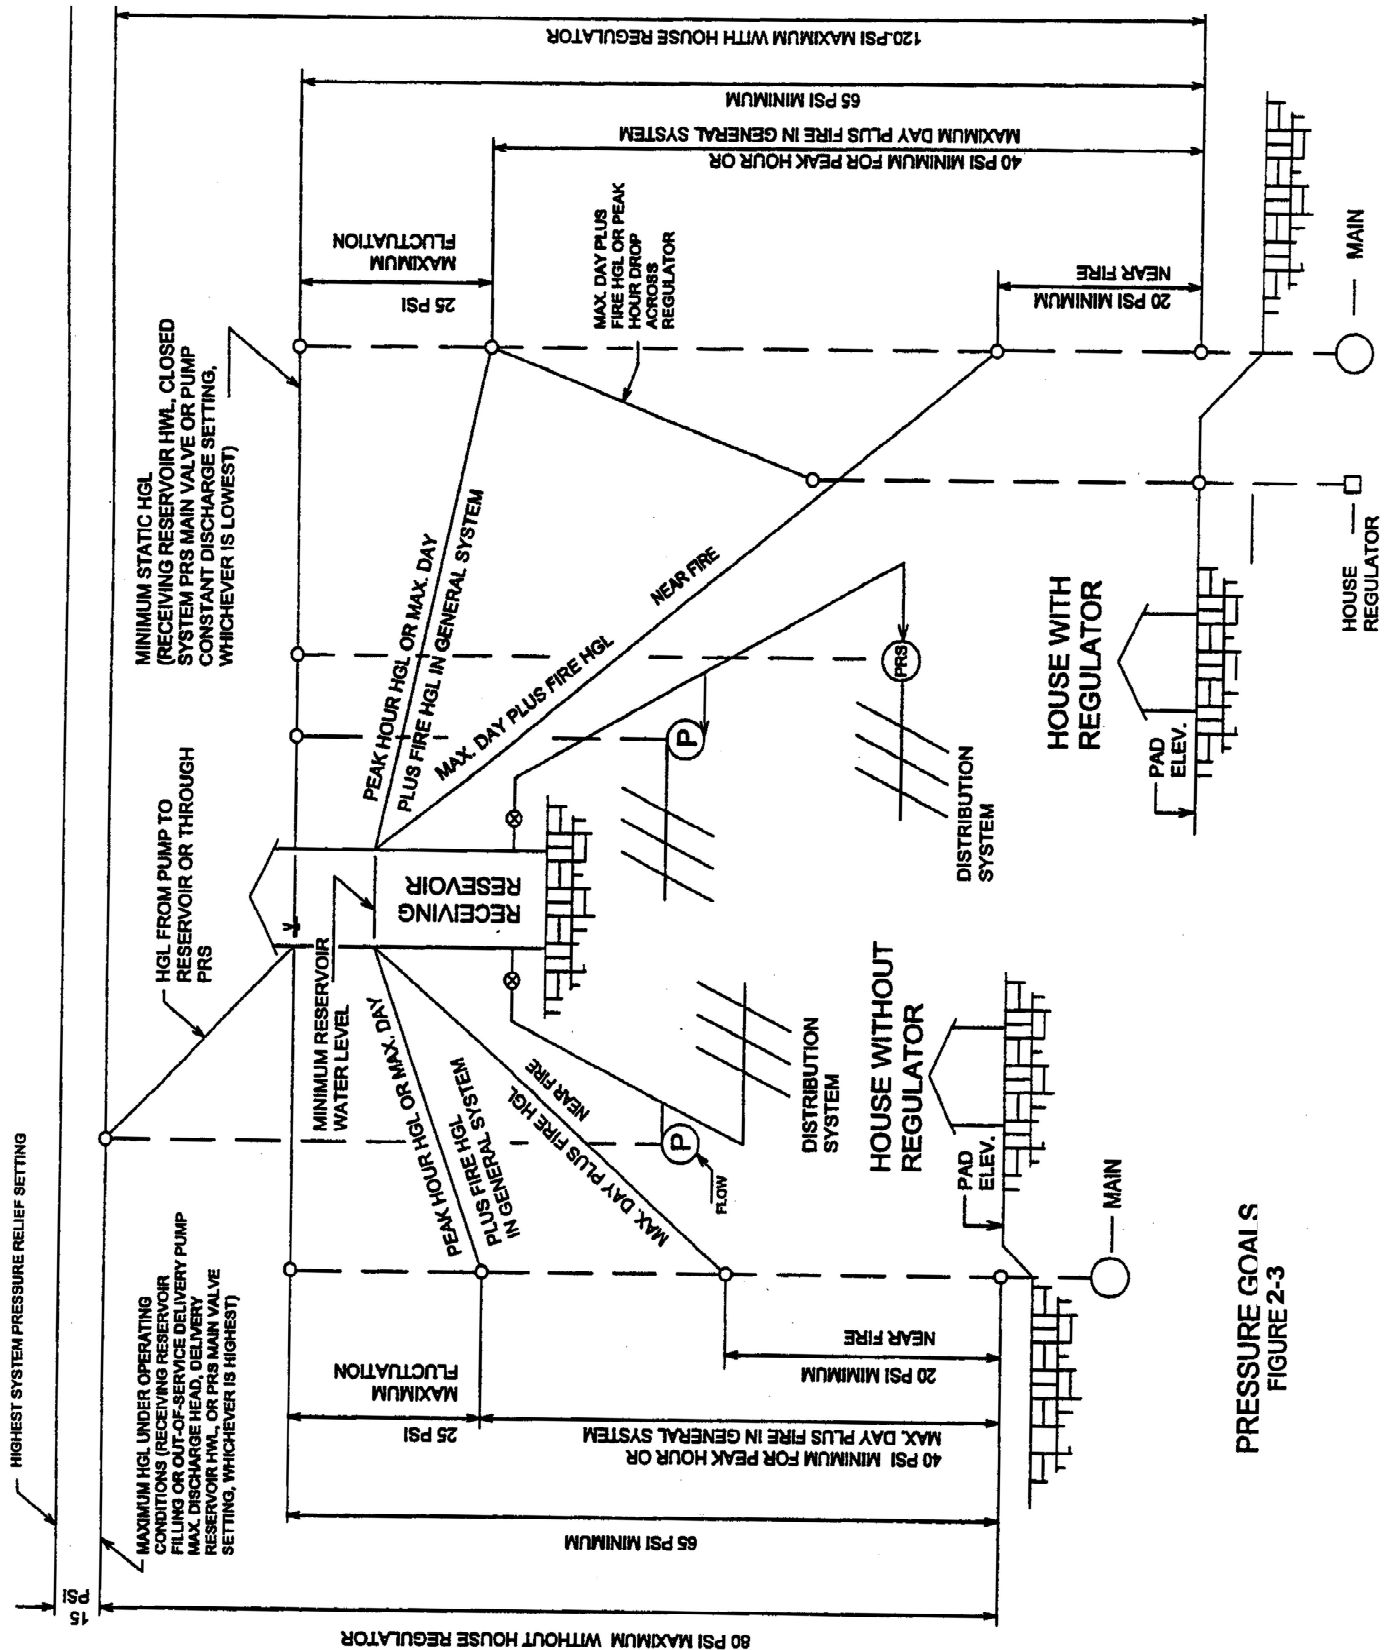 HIGHEST SYSTEM PRESSURE RELIEF SETTING
15
PSI
MAXIMUM HGL UNDER OPERATING
CONDITIONS (RECEIVING RESERVOIR
FILLING OR OUT-OF-SERVICE DELIVERY PUMP
MAX. DISCHARGE HEAD, DELIVERY
RESERVOIR HWL, OR PRS MAIN VALVE
SETTING, WHICHEVER IS HIGHEST)
HGL FROM PUMP TO
RESERVOIR OR THROUGH
PRS
MINIMUM STATIC HGL
(RECEIVING RESERVOIR HWL, CLOSED
SYSTEM PRS MAIN VALVE OR PUMP
CONSTANT DISCHARGE SETTING,
WHICHEVER IS LOWEST)
80 PSI MAXIMUM WITHOUT HOUSE REGULATOR
65 PSI MINIMUM
25 PSI
MAXIMUM
FLUCTUATION
40 PSI MINIMUM FOR PEAK HOUR OR
MAX. DAY PLUS FIRE IN GENERAL SYSTEM
20 PSI MIMIMUM
NEAR FIRE
PEAK HOUR HGL OR MAX. DAY
PLUS FIRE HGL
IN GENERAL SYSTEM
MAX. DAY PLUS FIRE HGL
NEAR FIRE
MINIMUM RESERVOIR
WATER LEVEL
RECEIVING
RESEVOIR
PEAK HOUR HGL OR MAX. DAY
PLUS FIRE HGL IN GENERAL SYSTEM
MAX. DAY PLUS FIRE HGL
NEAR FIRE
25 PSI
MAXIMUM
FLUCTUATION
MAX. DAY PLUS
FIRE HGL OR PEAK
HOUR DROP
ACROSS
REGULATOR
40 PSI MINIMUM FOR PEAK HOUR OR
MAXIMUM DAY PLUS FIRE IN GENERAL SYSTEM
65 PSI MINIMUM
120-PSI MAXIMUM WITH HOUSE REGULATOR
20 PSI MINIMUM
NEAR FIRE
P
FLOW
P
PRS
DISTRIBUTION
SYSTEM
DISTRIBUTION
SYSTEM
HOUSE WITHOUT
REGULATOR
PAD
ELEV.
MAIN
HOUSE WITH
REGULATOR
PAD
ELEV.
HOUSE
REGULATOR
MAIN
PRESSURE GOALS
FIGURE 2-3